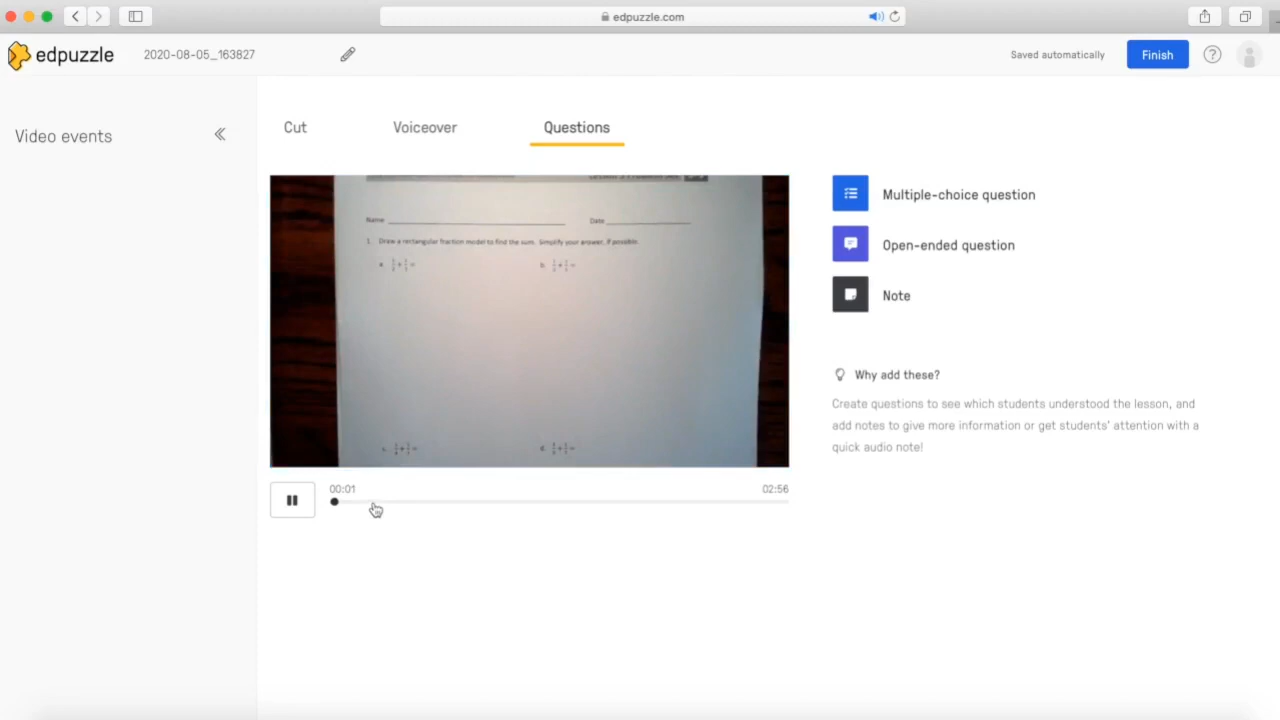 edpuzzle.com
edpuzzle
2020-08-05_163827
Saved automatically
Finish
Video events
Cut
Voiceover
Questions
Name
Date
1. Draw a rectangular fraction model to find the sum. Simplify your answer, if possible.
a.
b.
c.
d.
00:01
02:56
Multiple-choice question
Open-ended question
Note
Why add these?
Create questions to see which students understood the lesson, and
add notes to give more information or get students' attention with a
quick audio note!